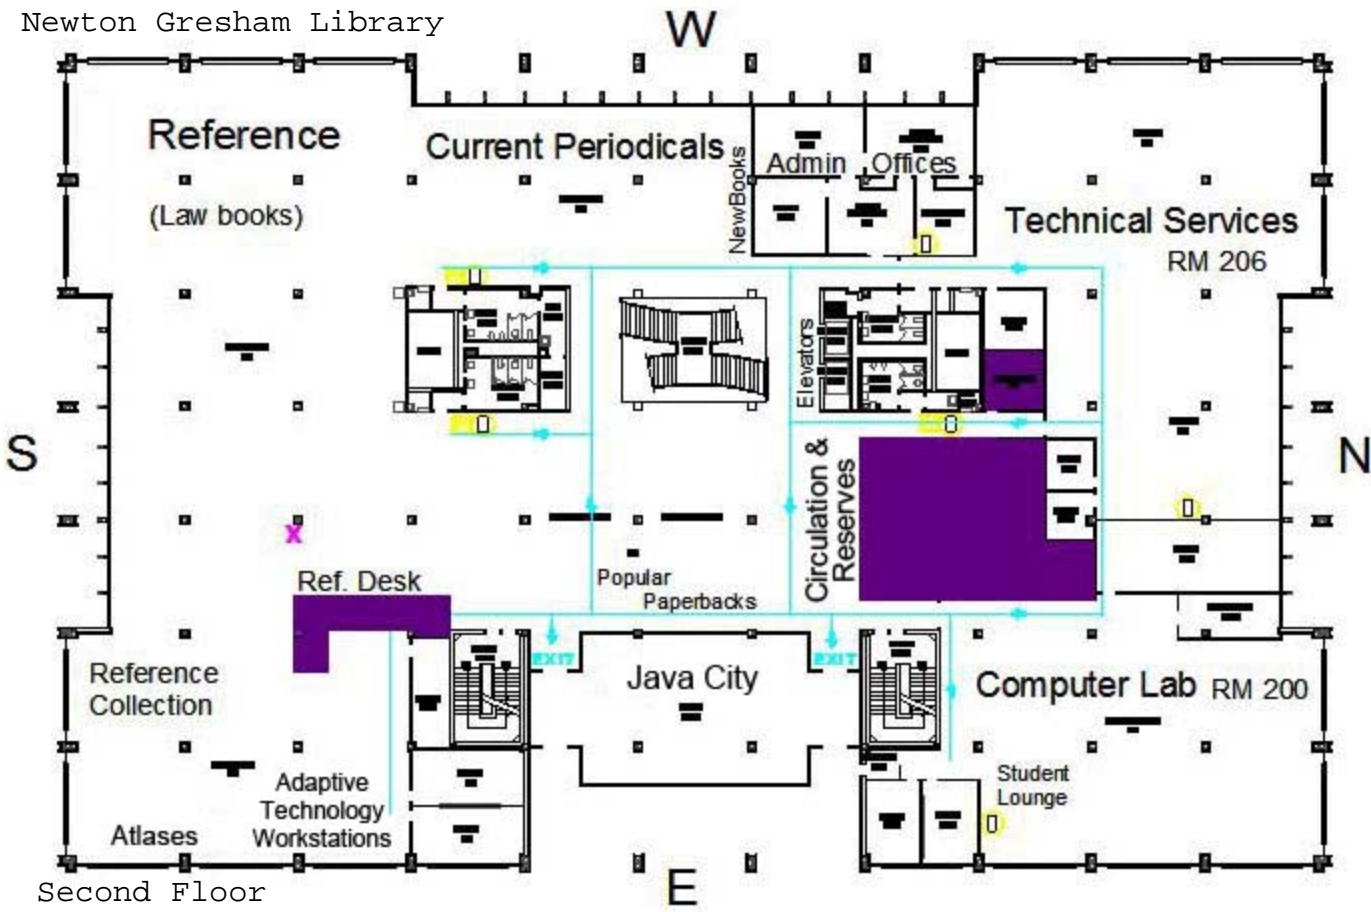 Newton Gresham Library
W
Reference
Current Periodicals
NewBooks
Admin Offices
(Law books)
Technical Services
RM 206
Elevators
S
N
Circulation &
Reserves
X
Ref. Desk
Popular
Paperbacks
EXIT
EXIT
Reference
Collection
Java City
Computer Lab RM 200
Adaptive
Technology
Workstations
Student
Lounge
Atlases
Second Floor
E